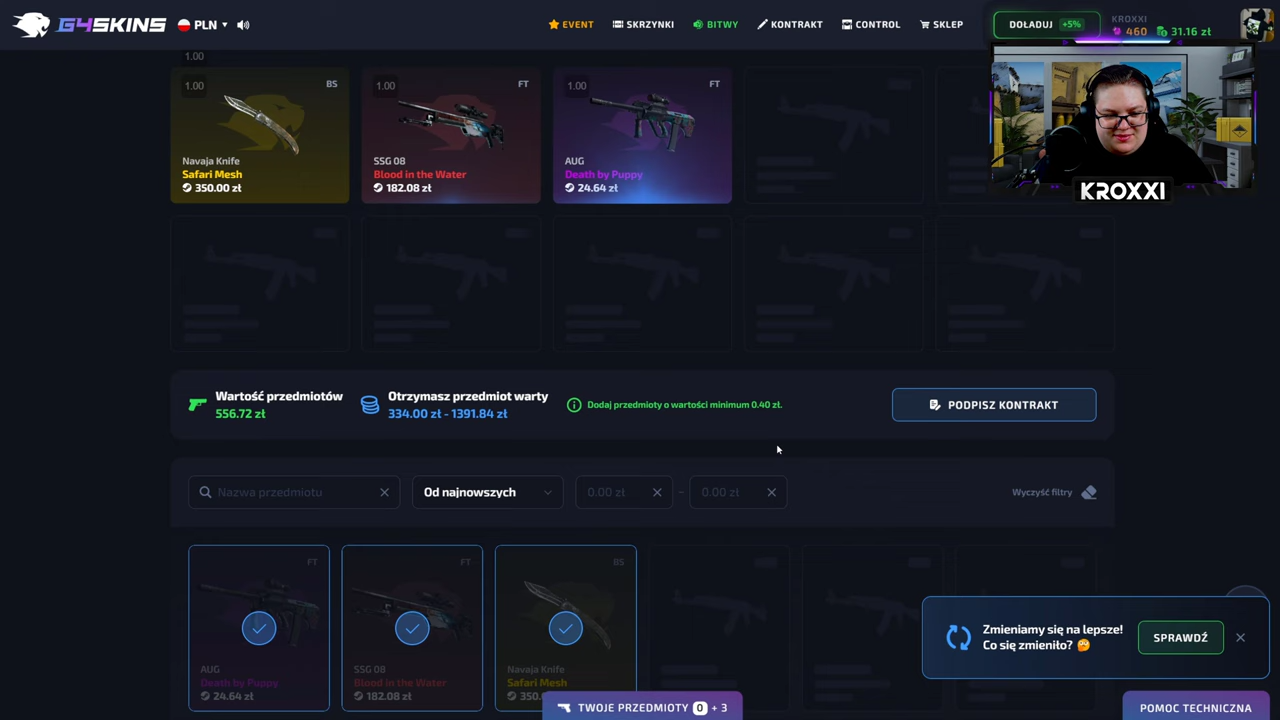 G4SKINS
PLN
EVENT
SKRZYNKI
BITWY
KONTRAKT
CONTROL
SKLEP
DOŁADUJ +5%
KROXXI
460 31.16 zł
1.00
1.00 BS
Navaja Knife
Safari Mesh
350.00 zł
1.00 FT
SSG 08
Blood in the Water
182.08 zł
1.00 FT
AUG
Death by Puppy
24.64 zł
KROXXI
Wartość przedmiotów
556.72 zł
Otrzymasz przedmiot warty
334.00 zł - 1391.84 zł
Dodaj przedmioty o wartości minimum 0.40 zł.
PODPISZ KONTRAKT
Nazwa przedmiotu
Od najnowszych
0.00 zł – 0.00 zł
Wyczyść filtry
FT
AUG
Death by Puppy
24.64 zł
FT
SSG 08
Blood in the Water
182.08 zł
BS
Navaja Knife
Safari Mesh
350.
Zmieniamy się na lepsze!
Co się zmieniło?
SPRAWDŹ
TWOJE PRZEDMIOTY 0 + 3
POMOC TECHNICZNA